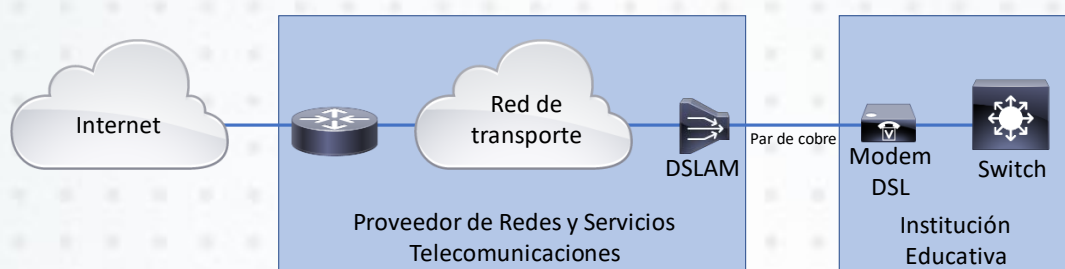 Internet
Red de
transporte
DSLAM
Par de cobre
V
Modem
DSL
Switch
Proveedor de Redes y Servicios
Telecomunicaciones
Institución
Educativa